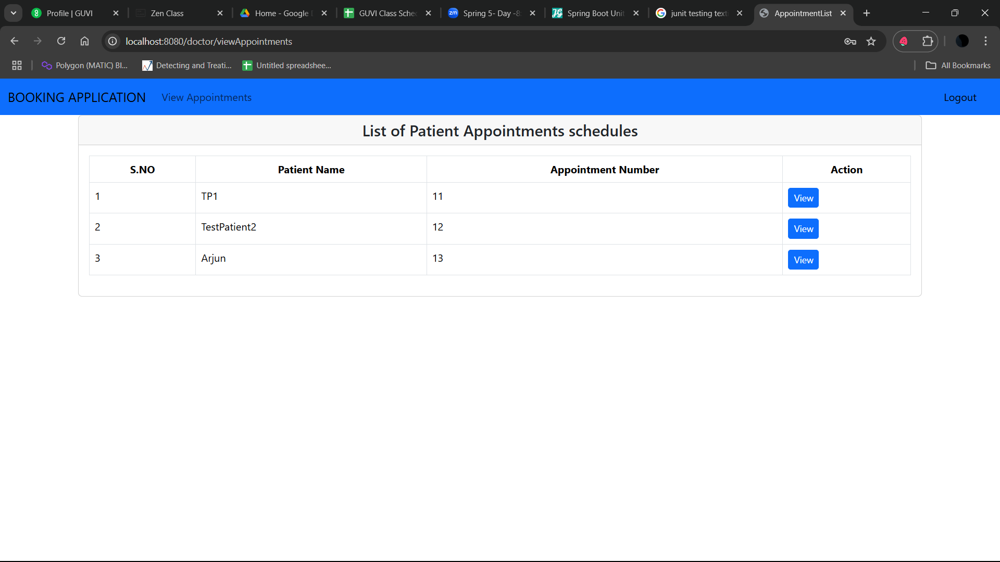 Profile | GUVI
Zen Class
Home - Google
GUVI Class Sche
Spring 5- Day -8
Spring Boot Unit
junit testing text
AppointmentList
localhost:8080/doctor/viewAppointments
Polygon (MATIC) Bl...
Detecting and Treati...
Untitled spreadshee...
All Bookmarks
BOOKING APPLICATION View Appointments Logout
List of Patient Appointments schedules
S.NO Patient Name Appointment Number Action
1 TP1 11 View
2 TestPatient2 12 View
3 Arjun 13 View